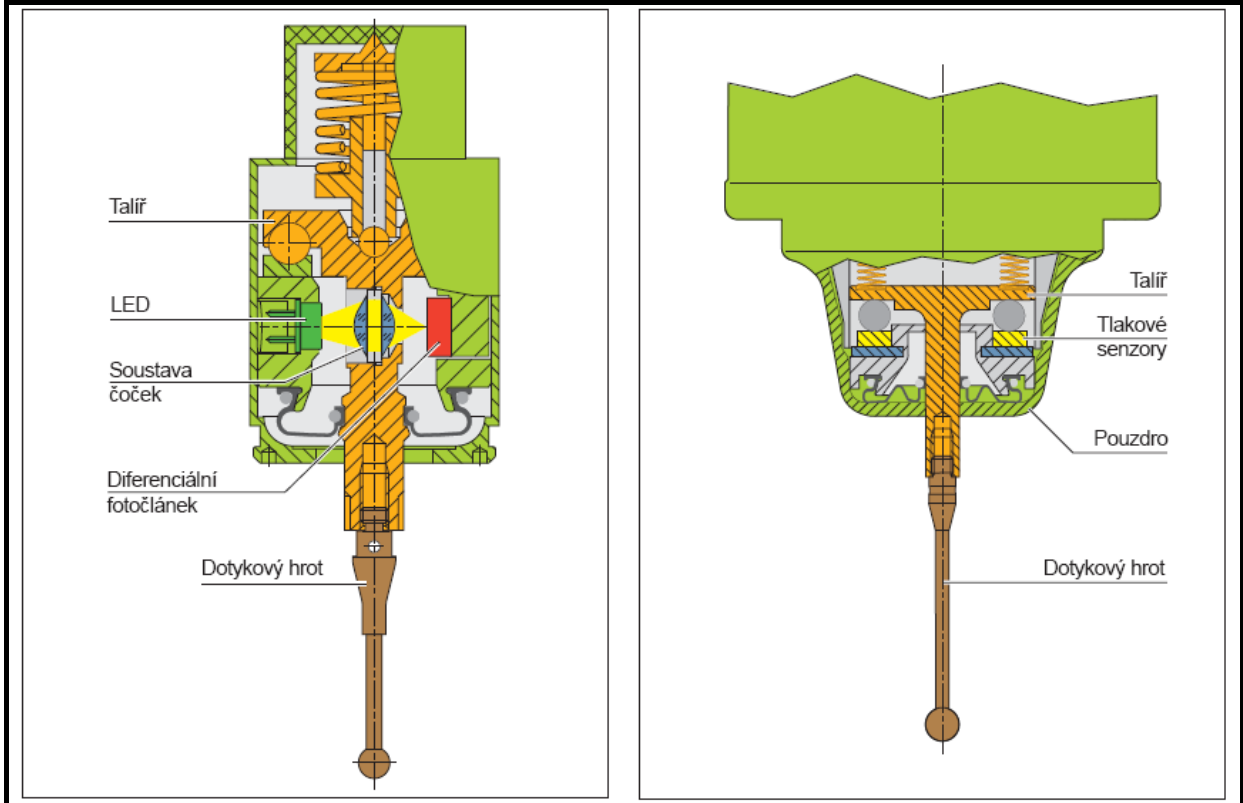 Talíř
LED
Soustava
čoček
Diferenciální
fotočlánek
Dotykový hrot
Talíř
Tlakové
senzory
Pouzdro
Dotykový hrot